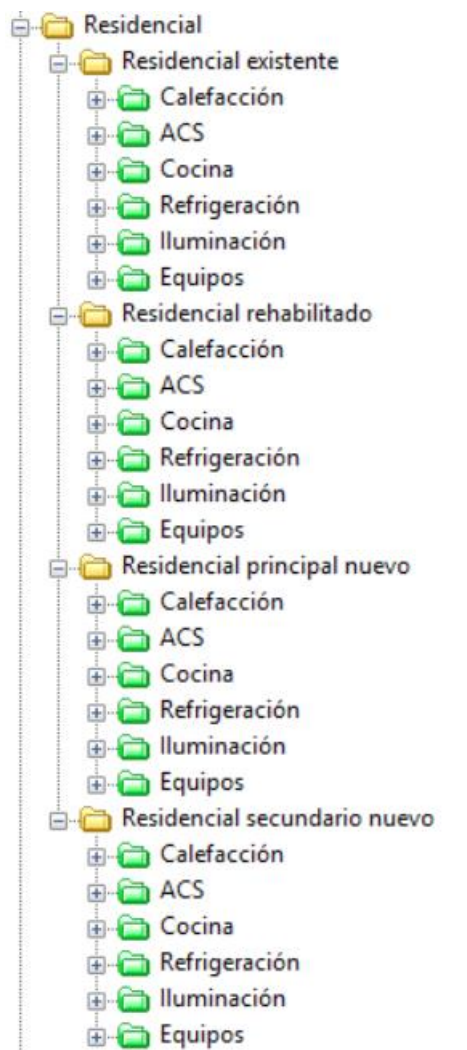 Residencial
Residencial existente
Calefacción
ACS
Cocina
Refrigeración
Iluminación
Equipos
Residencial rehabilitado
Calefacción
ACS
Cocina
Refrigeración
Iluminación
Equipos
Residencial principal nuevo
Calefacción
ACS
Cocina
Refrigeración
Iluminación
Equipos
Residencial secundario nuevo
Calefacción
ACS
Cocina
Refrigeración
Iluminación
Equipos